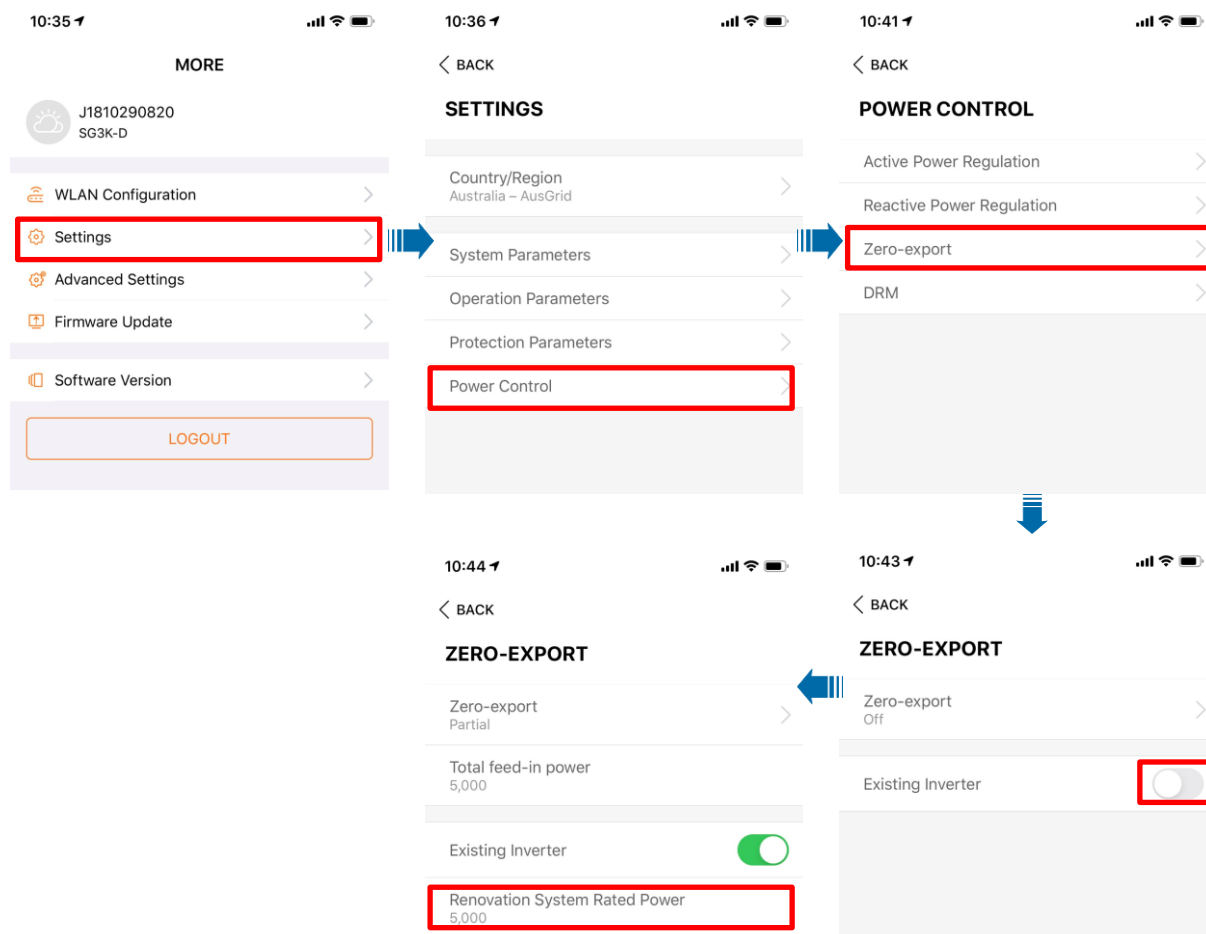 10:35
MORE
J1810290820
SG3K-D
WLAN Configuration
Settings
Advanced Settings
Firmware Update
Software Version
LOGOUT
10:36
BACK
SETTINGS
Country/Region
Australia – AusGrid
System Parameters
Operation Parameters
Protection Parameters
Power Control
10:41
BACK
POWER CONTROL
Active Power Regulation
Reactive Power Regulation
Zero-export
DRM
10:43
BACK
ZERO-EXPORT
Zero-export
Off
Existing Inverter
10:44
BACK
ZERO-EXPORT
Zero-export
Partial
Total feed-in power
5,000
Existing Inverter
Renovation System Rated Power
5,000